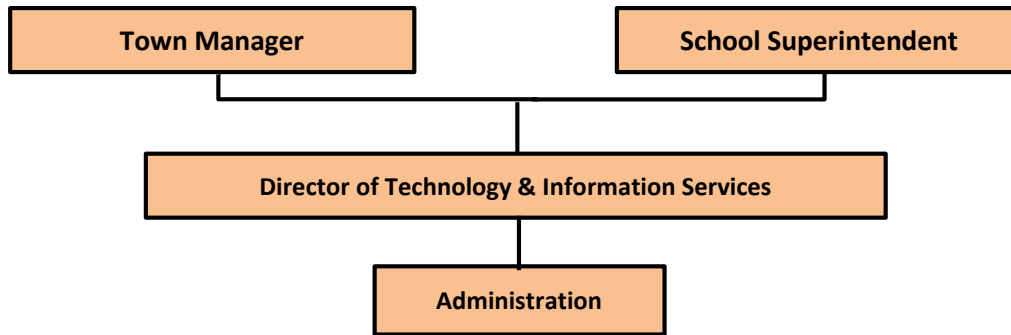 Town Manager
School Superintendent
Director of Technology & Information Services
Administration